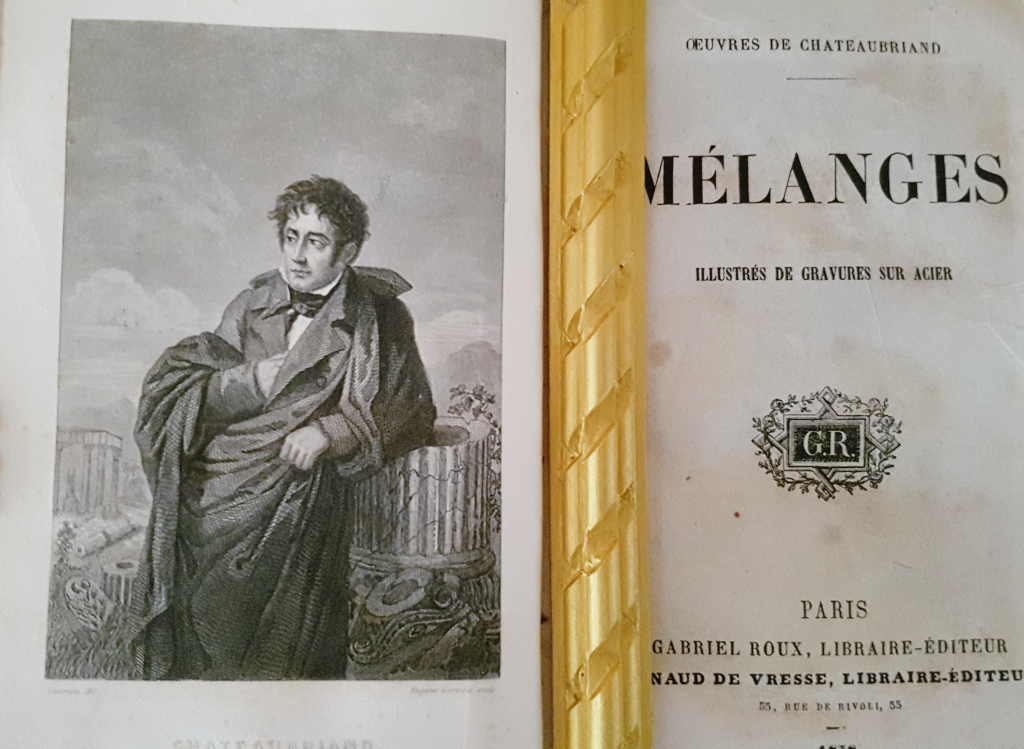 CHATEAUBRIAND
ŒUVRES DE CHATEAUBRIAND
MÉLANGES
ILLUSTRÉS DE GRAVURES SUR ACIER
G.R.
PARIS
GABRIEL ROUX, LIBRAIRE-ÉDITEUR
NAUD DE VRESSE, LIBRAIRE-ÉDITEU
55, RUE DE RIVOLI, 55